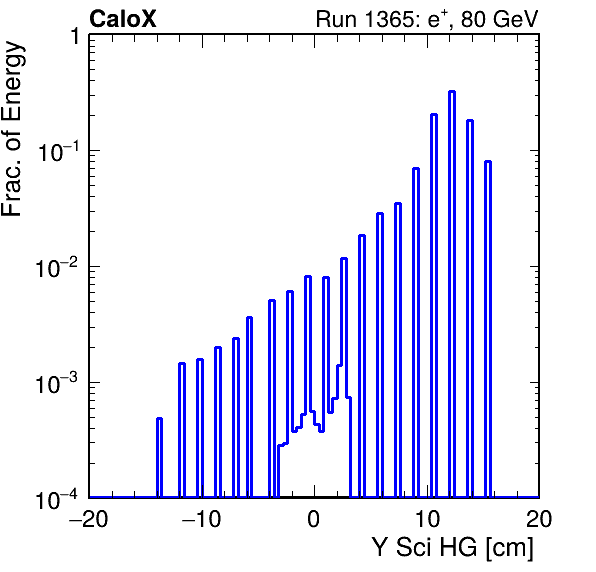 CaloX Run 1365: e⁺, 80 GeV
Frac. of Energy
1
10⁻¹
10⁻²
10⁻³
10⁻⁴
−20 −10 0 10 20
Y Sci HG [cm]